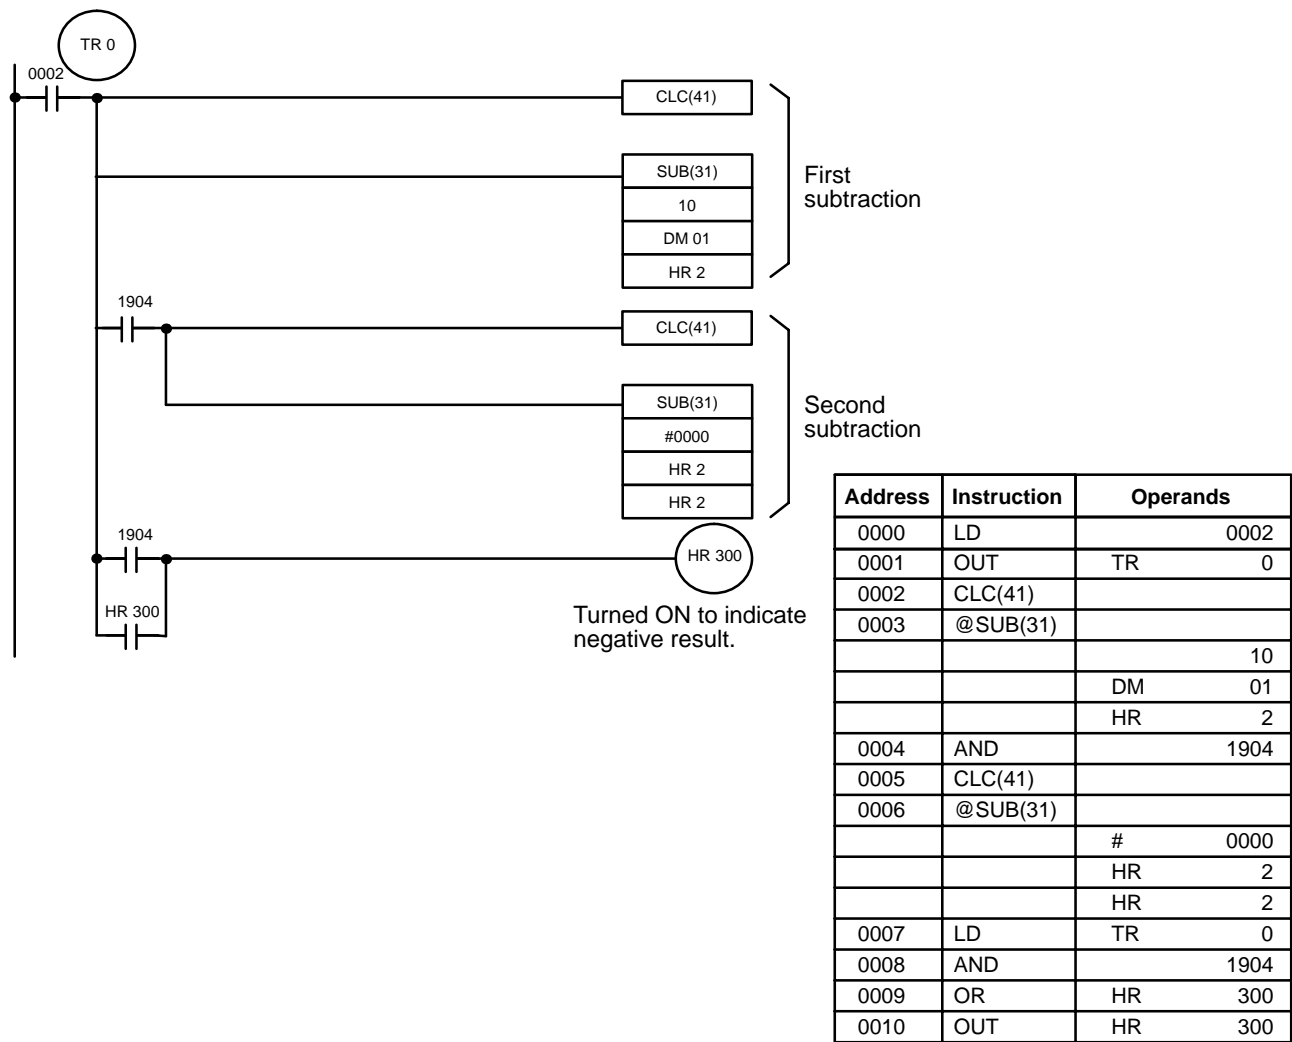 TR 0
0002
CLC(41)
SUB(31)
10
DM 01
HR 2
First
subtraction
1904
CLC(41)
SUB(31)
#0000
HR 2
HR 2
Second
subtraction
1904
HR 300
HR 300
Turned ON to indicate
negative result.
Address Instruction Operands
0000 LD 0002
0001 OUT TR 0
0002 CLC(41)
0003 @SUB(31)
10
DM 01
HR 2
0004 AND 1904
0005 CLC(41)
0006 @SUB(31)
# 0000
HR 2
HR 2
0007 LD TR 0
0008 AND 1904
0009 OR HR 300
0010 OUT HR 300